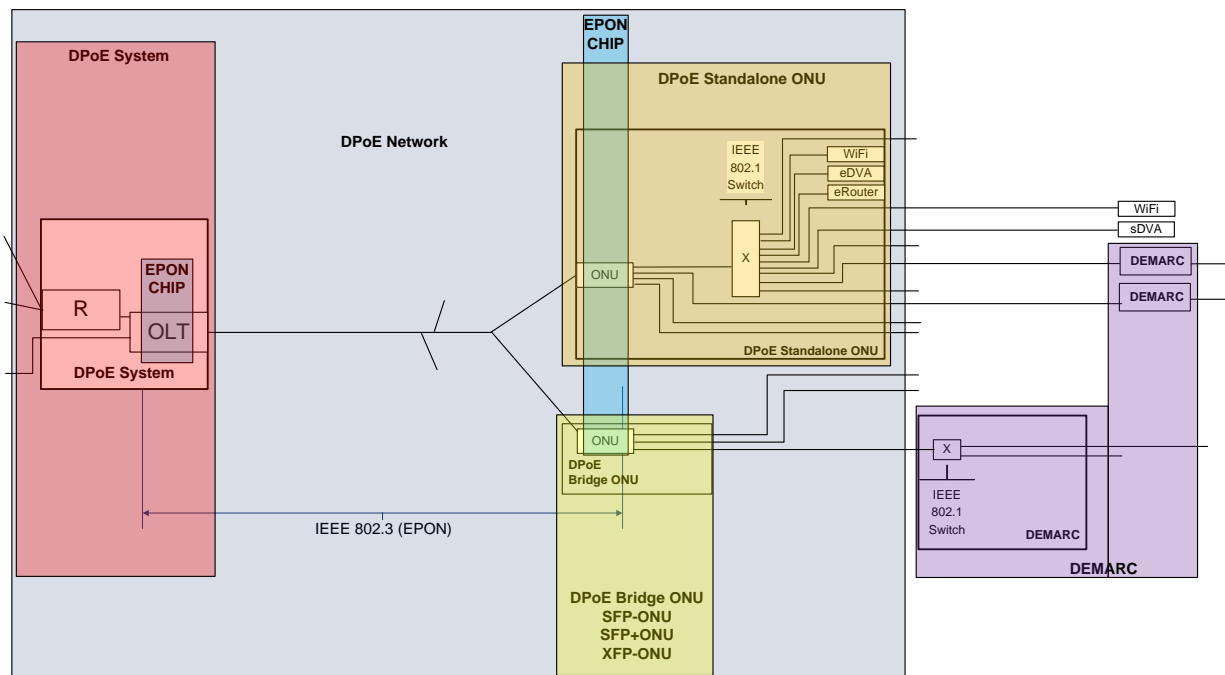 EPON
CHIP
DPoE System
DPoE Standalone ONU
DPoE Network
IEEE
802.1
Switch
WiFi
eDVA
eRouter
WiFi
sDVA
X
ONU
DEMARC
DEMARC
EPON
CHIP
R
OLT
DPoE System
DPoE Standalone ONU
ONU
DPoE
Bridge ONU
X
IEEE
802.1
Switch
DEMARC
DEMARC
IEEE 802.3 (EPON)
DPoE Bridge ONU
SFP-ONU
SFP+ONU
XFP-ONU